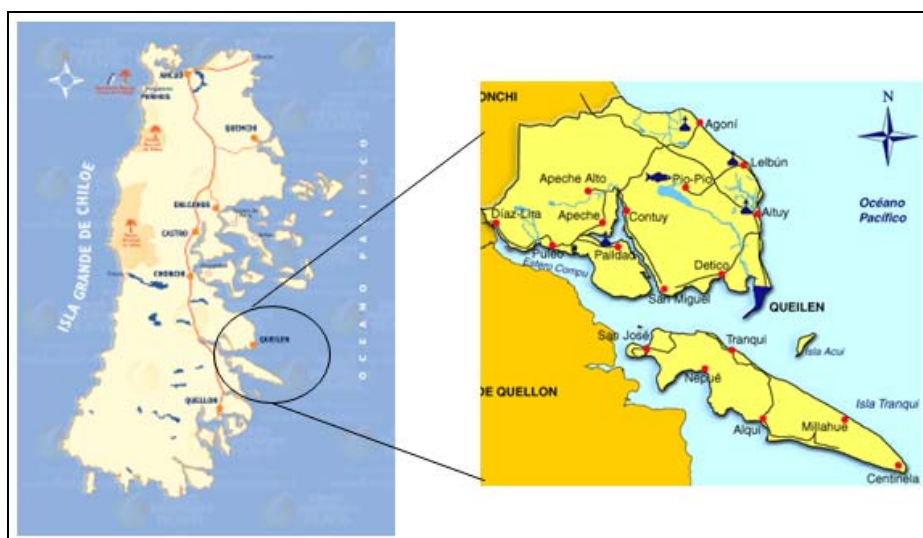 ANCUD
QUEMCHI
DALCAHUE
CASTRO
CHONCHI
QUEILEN
QUELLON
ISLA GRANDE DE CHILOE
OCEANO PACIFICO
ONCHI
N
Agoní
Lelbún
Apeche Alto
Pio-Pio
Océano
Pacífico
Díaz-Lira
Apeche
Contuy
Aituy
Puleo
Paildad
Estero Compu
Detico
San Miguel
QUEILEN
San José
Tranqui
Isla Acui
Nepué
DE QUELLON
Isla Tranqui
Alqui
Millahue
Centinela